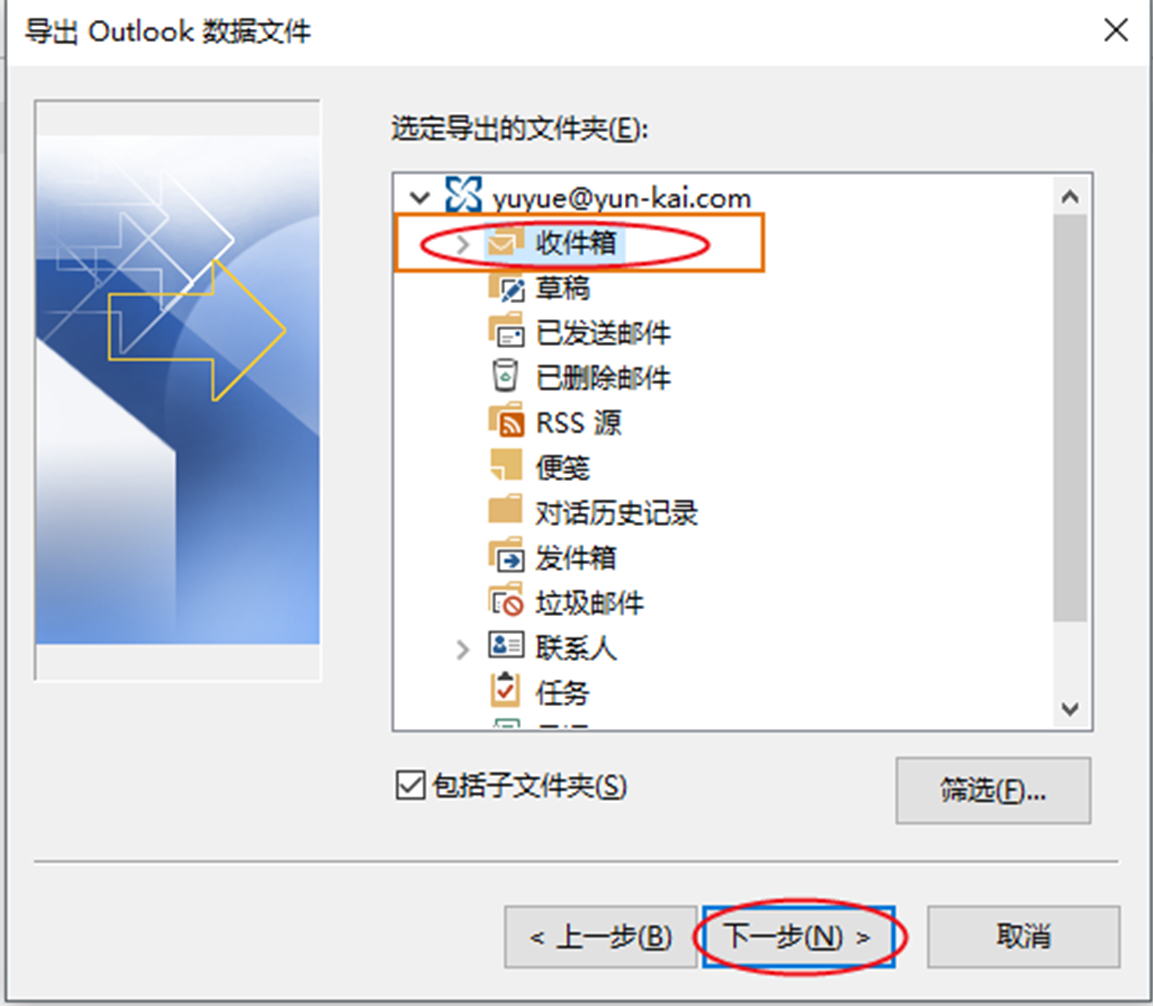 导出 Outlook 数据文件
选定导出的文件夹(E):
yuyue@yun-kai.com
收件箱
草稿
已发送邮件
已删除邮件
RSS 源
便笺
对话历史记录
发件箱
垃圾邮件
联系人
任务
包括子文件夹(S)
筛选(F)...
< 上一步(B)
下一步(N) >
取消